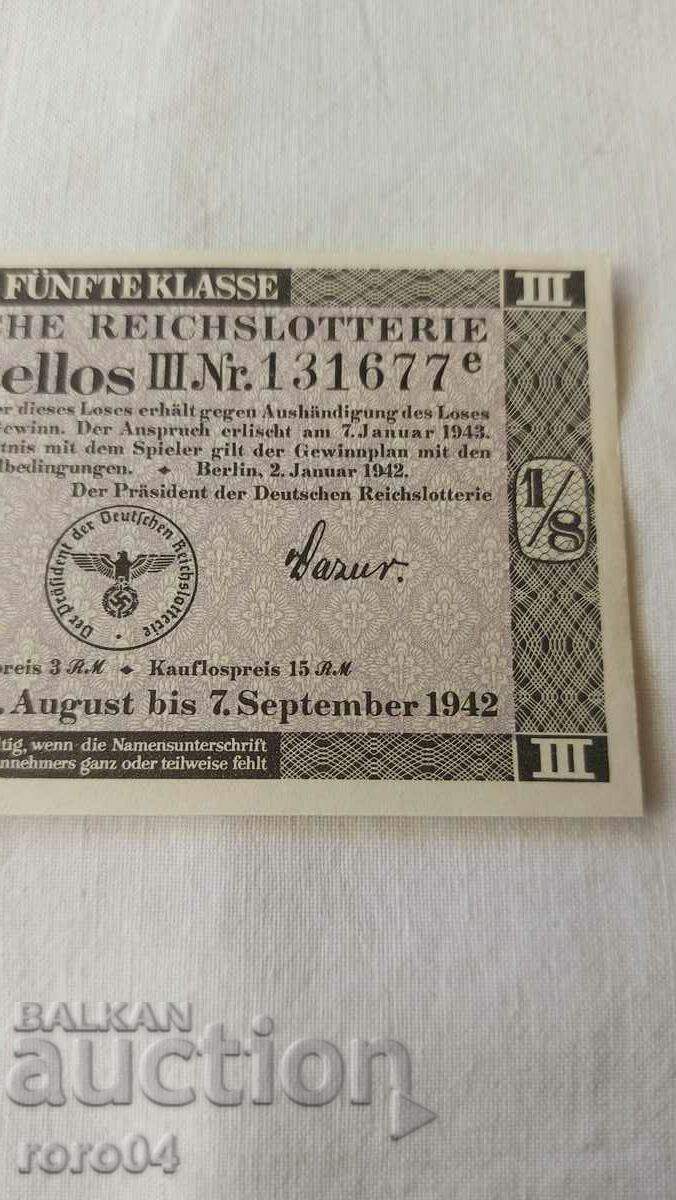 FÜNFTE KLASSE III
CHE REICHSLOTTERIE
ellos III.Nr. 131677 e
er dieses Loses erhält gegen Aushändigung des Loses
Gewinn. Der Anspruch erlischt am 7. Januar 1943.
tnis mit dem Spieler gilt der Gewinnplan mit den
lbedingungen. Berlin, 2. Januar 1942.
Der Präsident der Deutschen Reichslotterie
1/8
Der Präsident der Deutschen Reichslotterie
preis 3 RM Kauflospreis 15 RM
. August bis 7. September 1942
ltig, wenn die Namensunterschrift
nnehmers ganz oder teilweise fehlt
III
BALKAN
auction
roro04